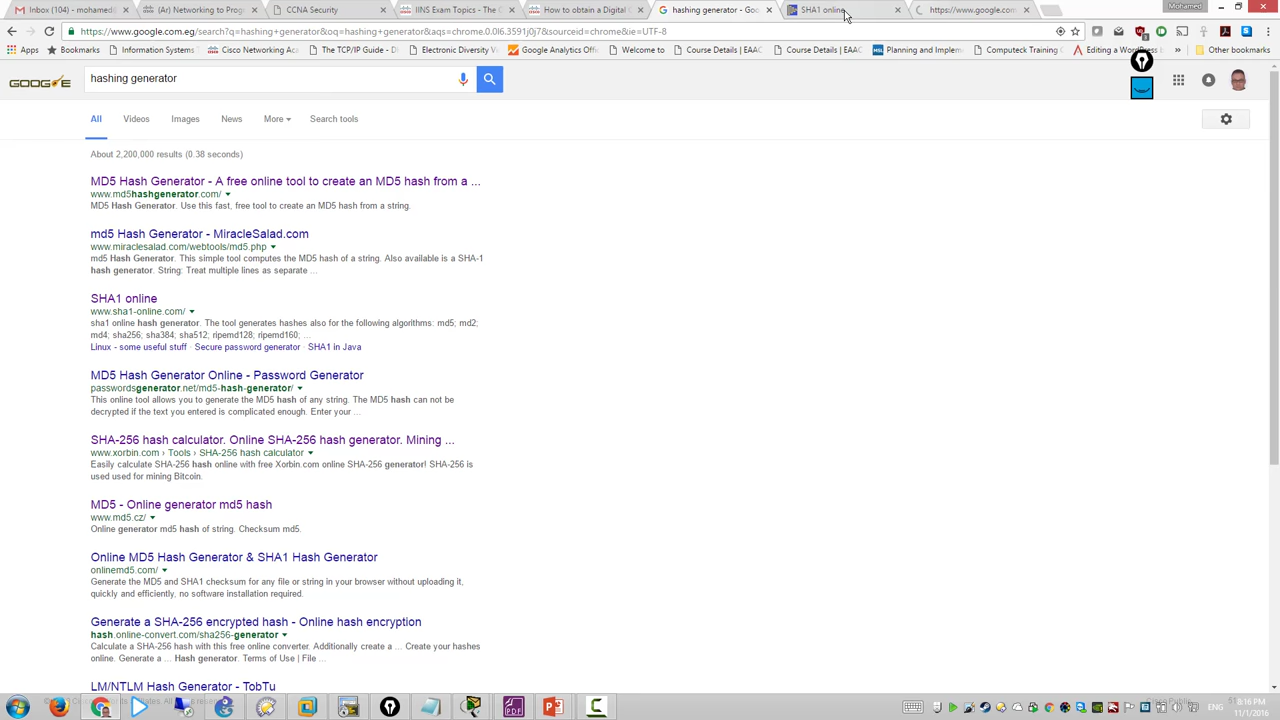 Inbox (104) - mohamed
(Ar) Networking to Prog
CCNA Security
IINS Exam Topics - The C
How to obtain a Digital
hashing generator - Goo
SHA1 online
https://www.google.com
Mohamed
https://www.google.com.eg/search?q=hashing+generator&oq=hashing+generator&aqs=chrome.0.0l6.3591j0j7&sourceid=chrome&ie=UTF-8
Apps
Bookmarks
Information Systems
Cisco Networking Ac
The TCP/IP Guide -
Electronic Diversity Vi
Google Analytics Offi
Welcome to
Course Details | EAAC
Course Details | EAAC
Planning and Implem
Computeck Training C
Editing a WordPress
»
Other bookmarks
GOOGLE
hashing generator
All
Videos
Images
News
More
Search tools
About 2,200,000 results (0.38 seconds)
MD5 Hash Generator - A free online tool to create an MD5 hash from a ...
www.md5hashgenerator.com/
MD5 Hash Generator. Use this fast, free tool to create an MD5 hash from a string.
md5 Hash Generator - MiracleSalad.com
www.miraclesalad.com/webtools/md5.php
md5 Hash Generator. This simple tool computes the MD5 hash of a string. Also available is a SHA-1
hash generator. String: Treat multiple lines as separate ...
SHA1 online
www.sha1-online.com/
sha1 online hash generator. The tool generates hashes also for the following algorithms: md5; md2;
md4; sha256; sha384; sha512; ripemd128; ripemd160; ...
Linux - some useful stuff · Secure password generator · SHA1 in Java
MD5 Hash Generator Online - Password Generator
passwordsgenerator.net/md5-hash-generator/
This online tool allows you to generate the MD5 hash of any string. The MD5 hash can not be
decrypted if the text you entered is complicated enough. Enter your ...
SHA-256 hash calculator. Online SHA-256 hash generator. Mining ...
www.xorbin.com › Tools › SHA-256 hash calculator
Easily calculate SHA-256 hash online with free Xorbin.com online SHA-256 generator! SHA-256 is
used used for mining Bitcoin.
MD5 - Online generator md5 hash
www.md5.cz/
Online generator md5 hash of string. Checksum md5.
Online MD5 Hash Generator & SHA1 Hash Generator
onlinemd5.com/
Generate the MD5 and SHA1 checksum for any file or string in your browser without uploading it,
quickly and efficiently, no software installation required.
Generate a SHA-256 encrypted hash - Online hash encryption
hash.online-convert.com/sha256-generator
Calculate a SHA-256 hash with this free online converter. Additionally create a ... Create your hashes
online. Generate a ... Hash generator. Terms of Use | File ...
LM/NTLM Hash Generator - TobTu
8:16 PM
11/1/2016